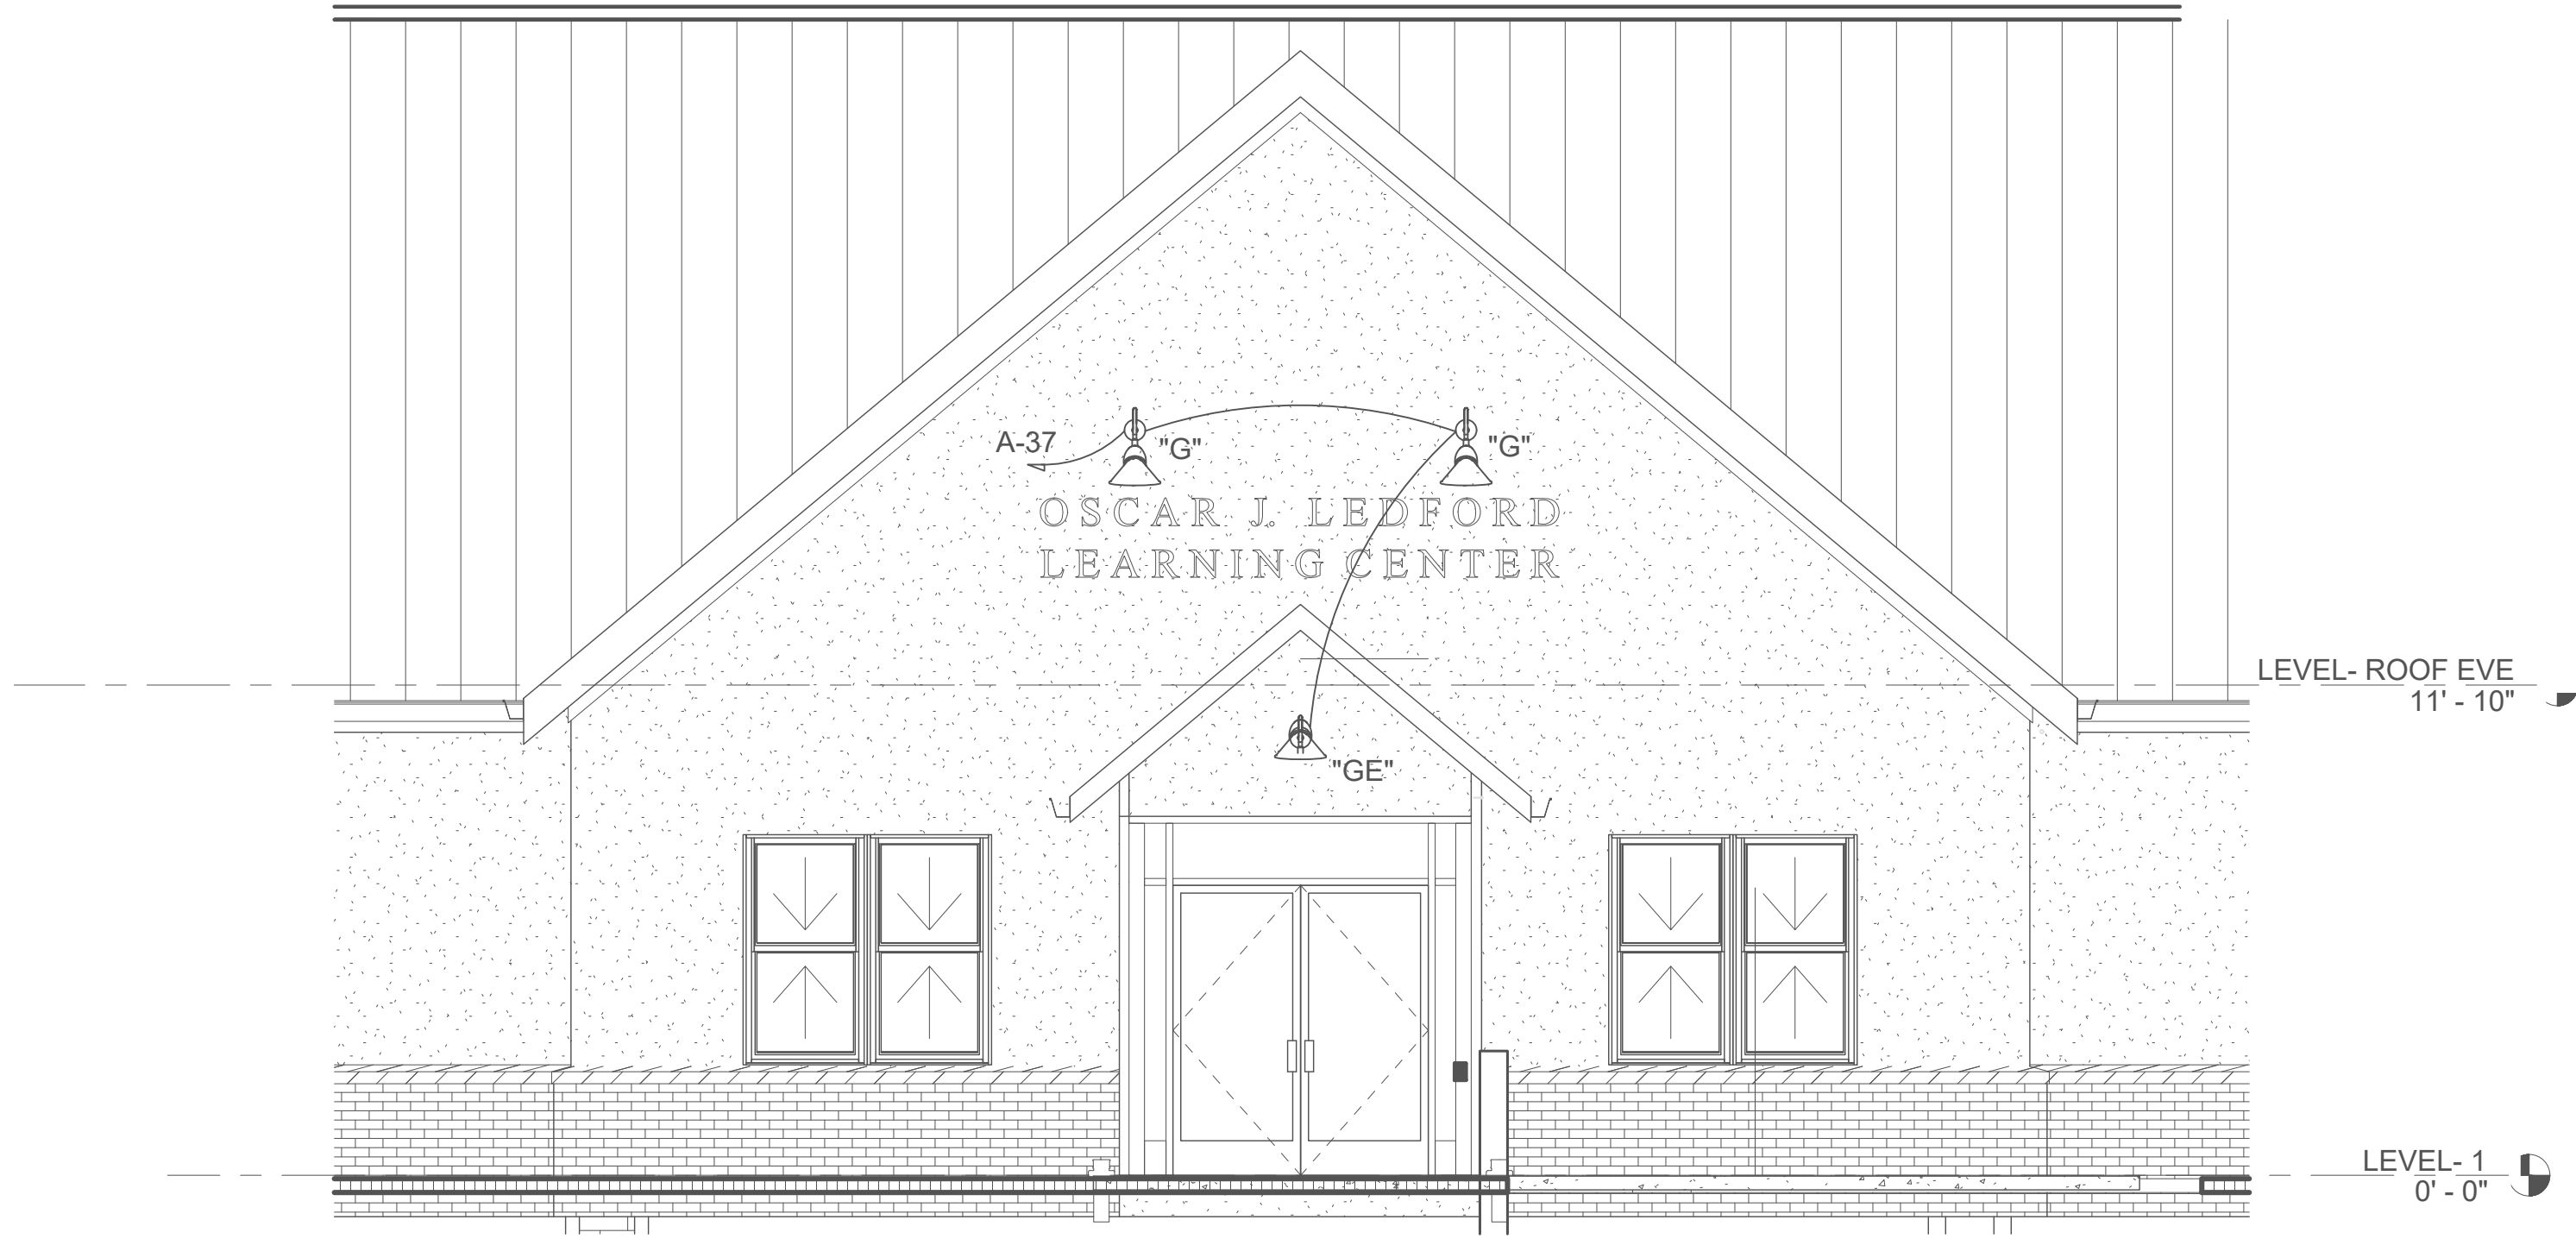 A-37
"G"
"G"
OSCAR J. LEDFORD
LEARNING CENTER
LEVEL- ROOF EVE
11' - 10"
"GE"
LEVEL- 1
0' - 0"